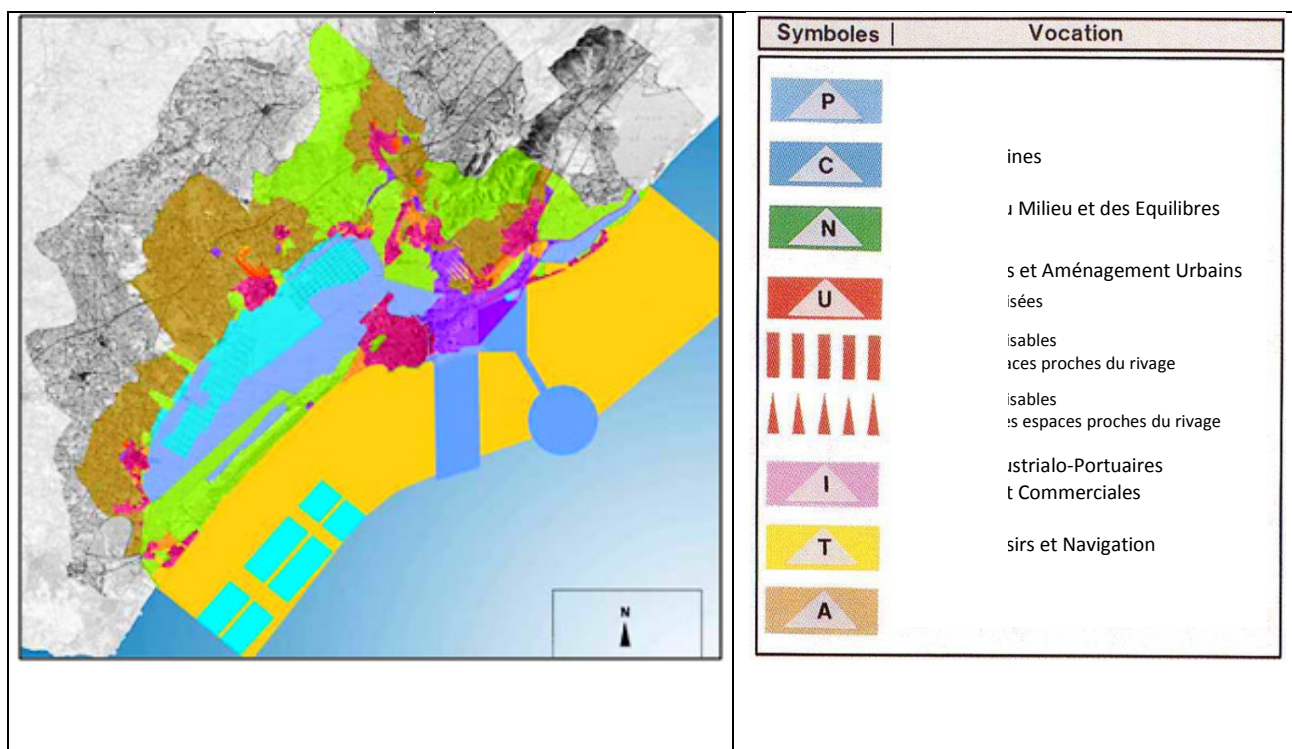 N
Symboles | Vocation
P
C ines
u Milieu et des Equilibres
N
s et Aménagement Urbains
U isées
isables
aces proches du rivage
isables
es espaces proches du rivage
ustrialo-Portuaires
I
t Commerciales
T sirs et Navigation
A